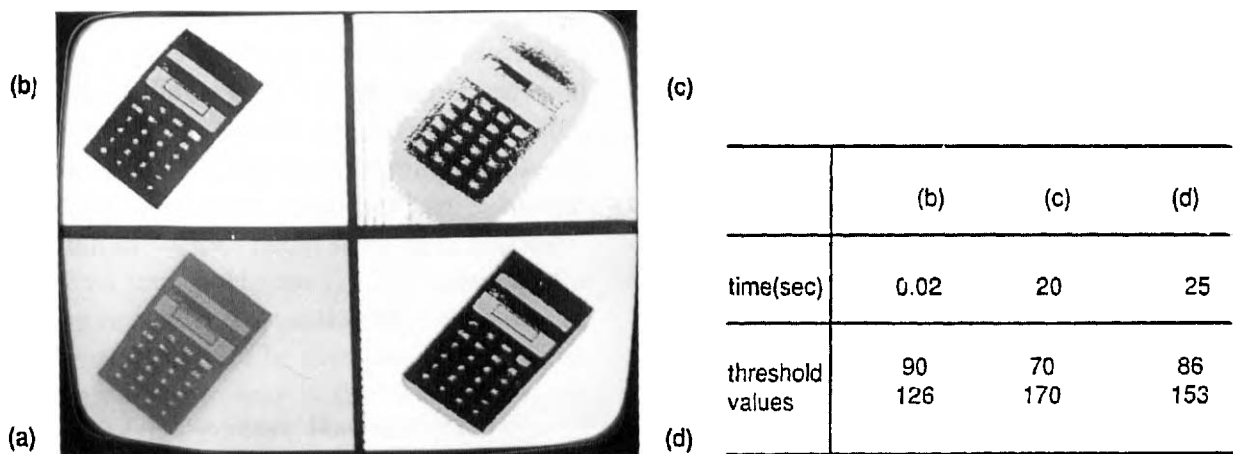 (b)
(c)
(a)
(d)
(b) (c) (d)
time(sec) 0.02 20 25
threshold values 90 70 86
126 170 153